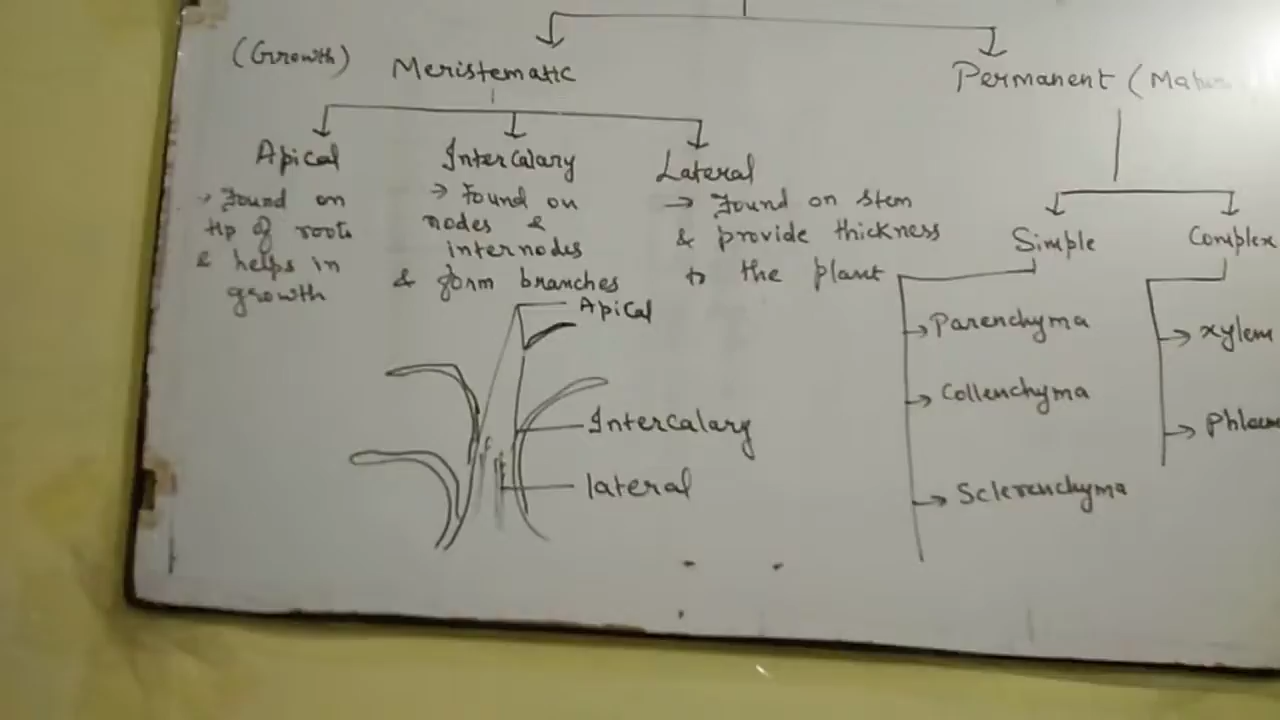 (Growth) Meristematic
Permanent (Matu
Apical
→ Found on
tip of roots
& helps in
growth
Intercalary
→ Found on
nodes &
internodes
& form branches
Lateral
→ Found on stem
& provide thickness
to the plant
Simple
→ Parenchyma
→ Collenchyma
→ Sclerenchyma
Complex
→ xylem
→ Phloem
Apical
Intercalary
lateral